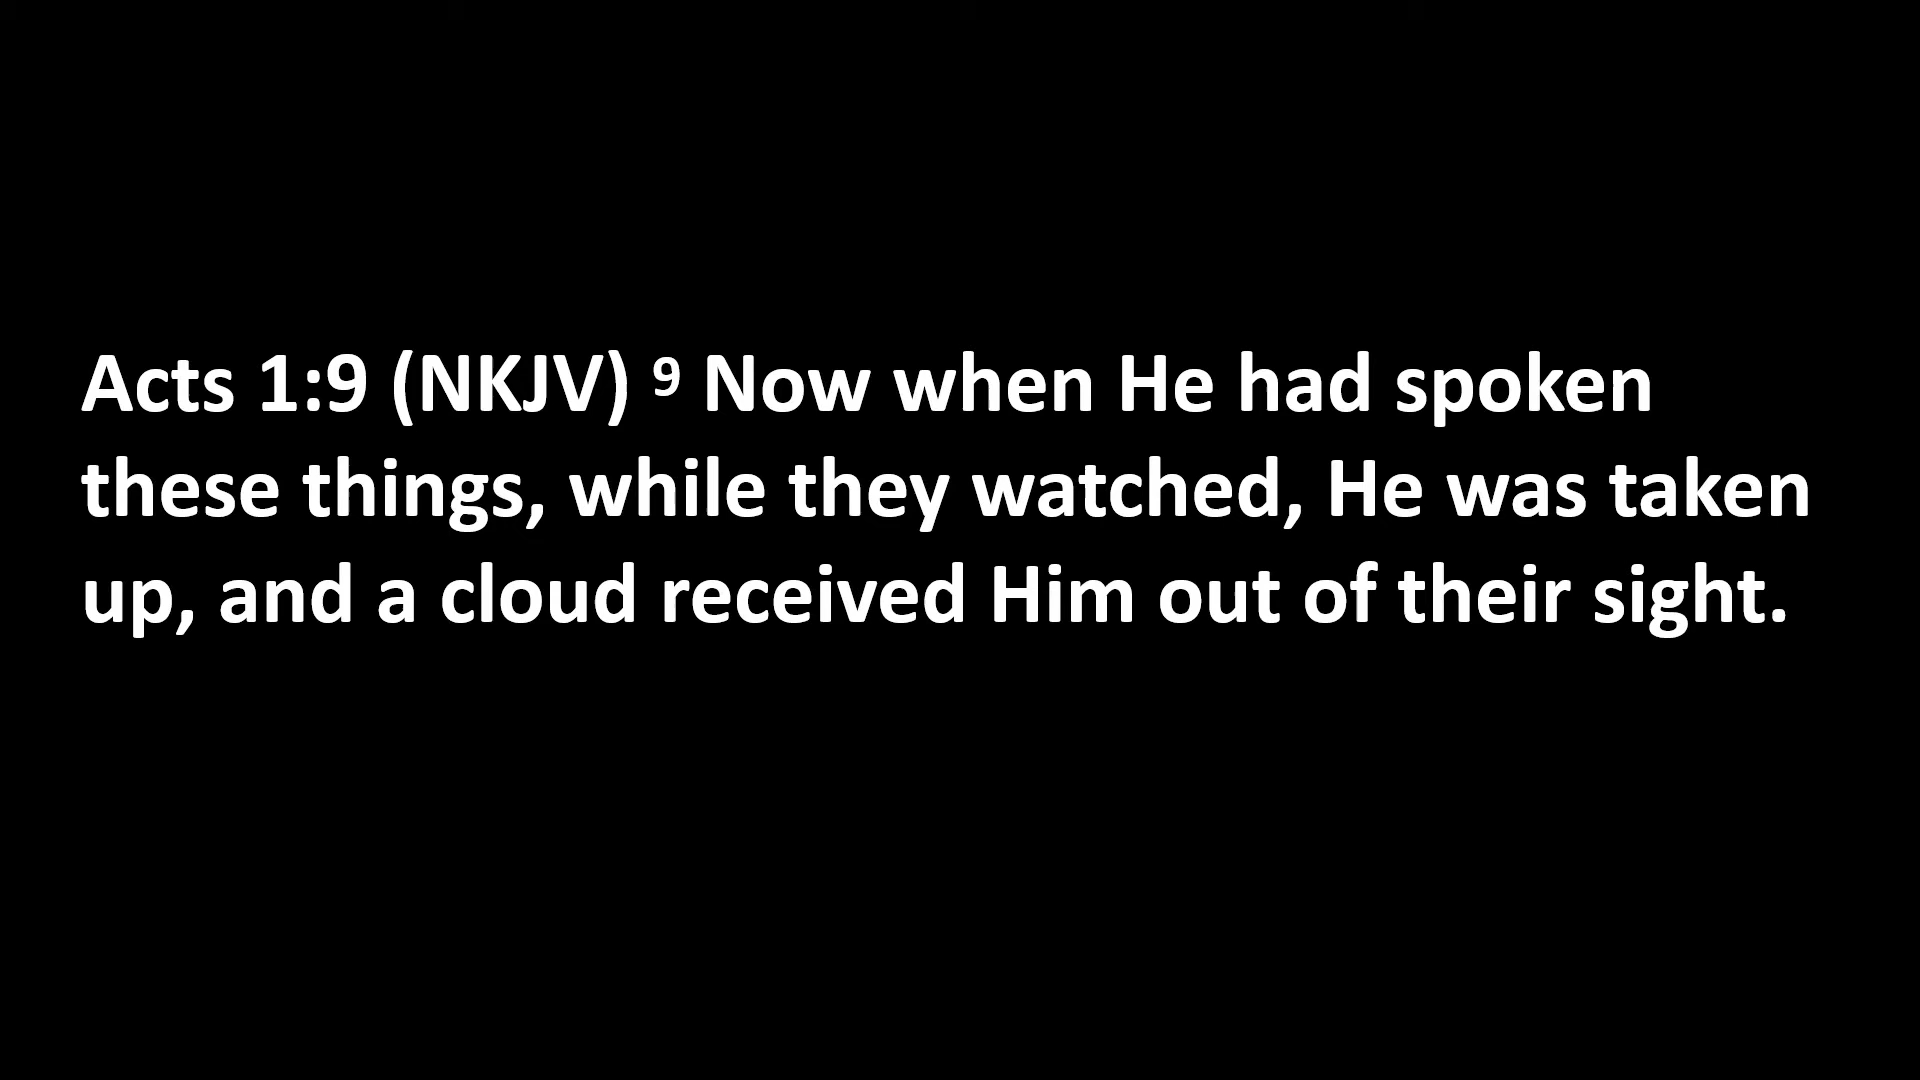 Acts 1:9 (NKJV) ⁹ Now when He had spoken
these things, while they watched, He was taken
up, and a cloud received Him out of their sight.